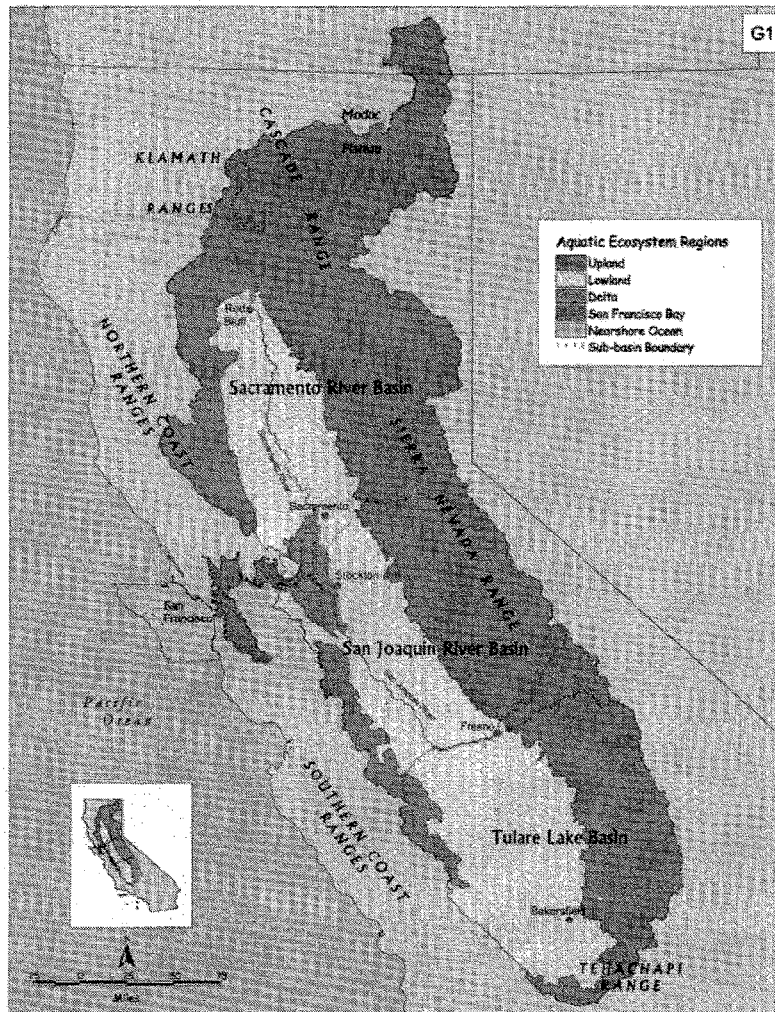 G1
Modoc
Plateau
CASCADE RANGE
KLAMATH
RANGES
Aquatic Ecosystem Regions
Upland
Lowland
Delta
San Francisco Bay
Nearshore Ocean
Sub-basin Boundary
Red
Bluff
NORTHERN COAST
RANGES
Sacramento River Basin
SIERRA NEVADA RANGE
Sacramento
Stockton
San
Francisco
San Joaquin River Basin
Pacific
Ocean
Fresno
SOUTHERN COAST
RANGES
Tulare Lake Basin
Bakersfield
TEHACHAPI
RANGE
Miles